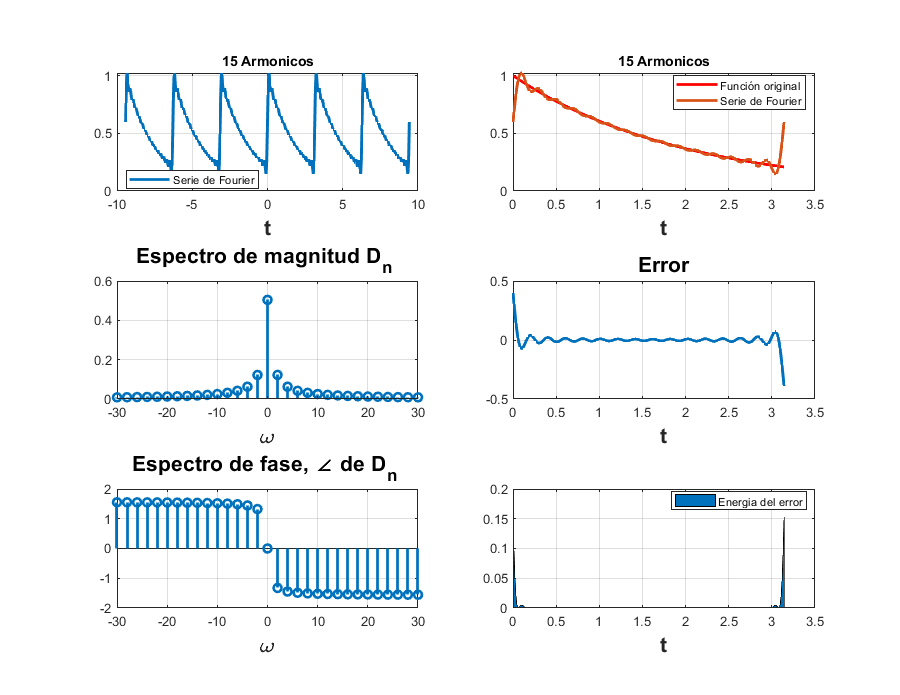 15 Armonicos
1
0.5
0
-10 -5 0 5 10
Serie de Fourier
t
15 Armonicos
1
0.5
0
0 0.5 1 1.5 2 2.5 3 3.5
Función original
Serie de Fourier
t
Espectro de magnitud Dn
0.6
0.4
0.2
0
-30 -20 -10 0 10 20 30
ω
Error
0.5
0
-0.5
0 0.5 1 1.5 2 2.5 3 3.5
t
Espectro de fase, ∠ de Dn
2
1
0
-1
-2
-30 -20 -10 0 10 20 30
ω
0.2
0.15
0.1
0.05
0
0 0.5 1 1.5 2 2.5 3 3.5
Energia del error
t